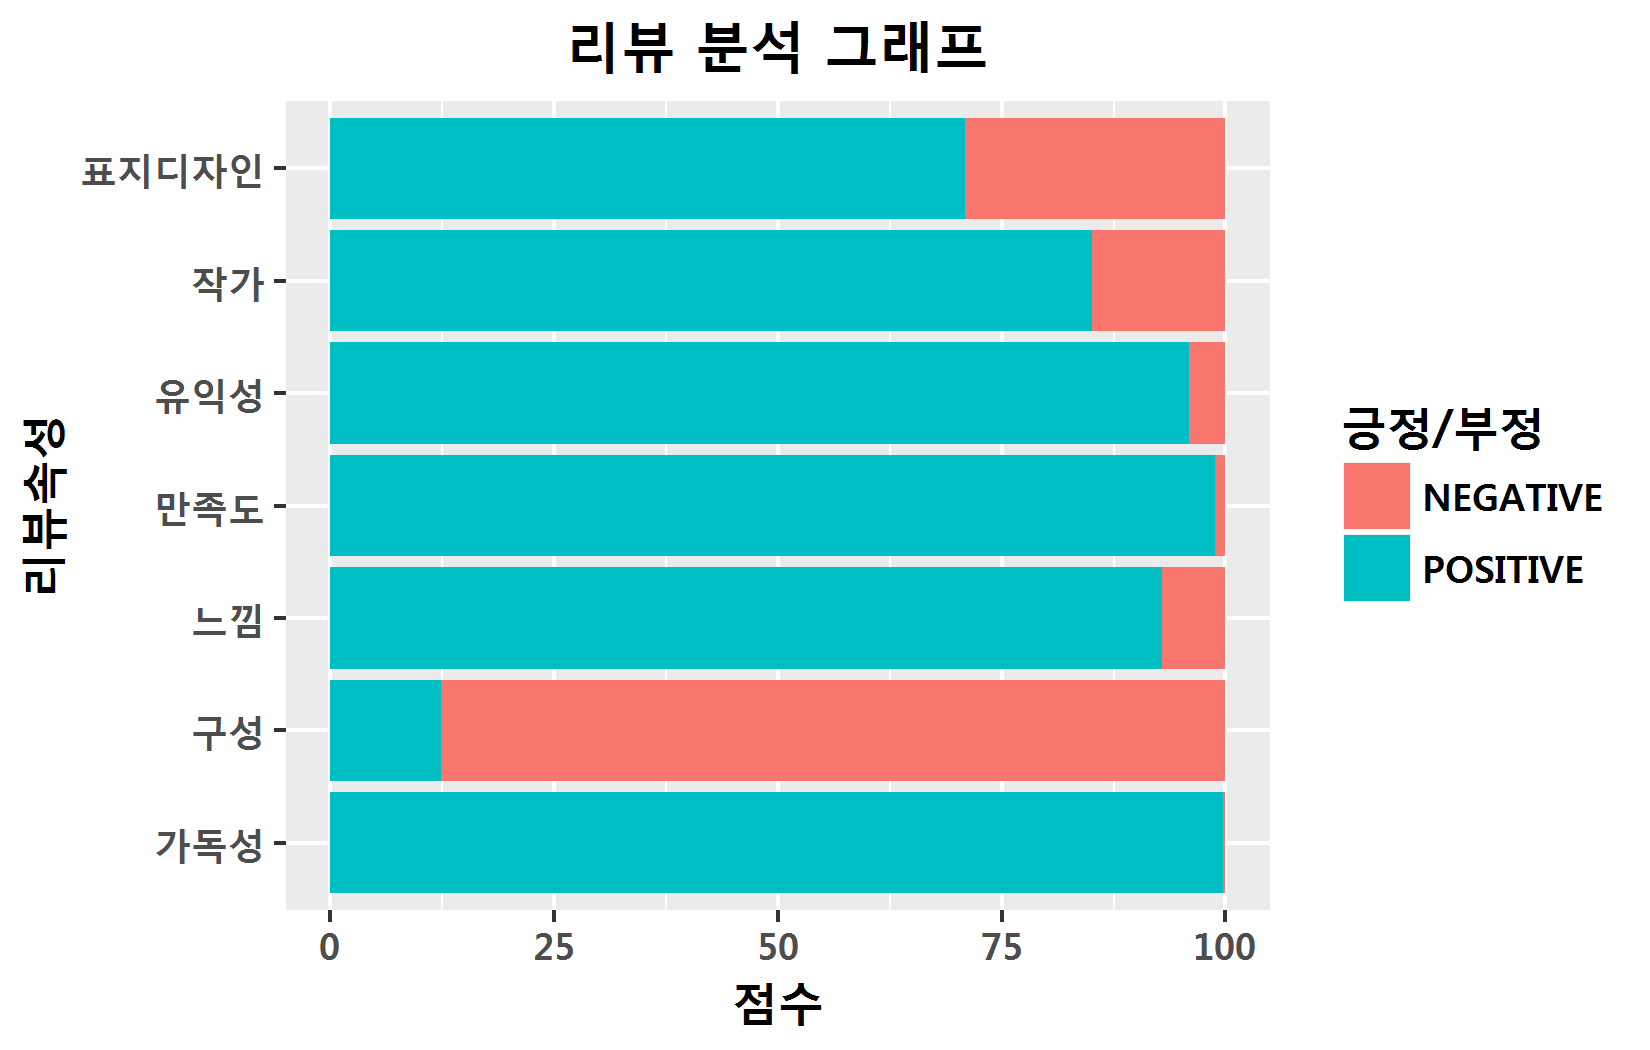 리뷰 분석 그래프
리뷰속성
표지디자인
작가
유익성
만족도
느낌
구성
가독성
0 25 50 75 100
점수
긍정/부정
NEGATIVE
POSITIVE